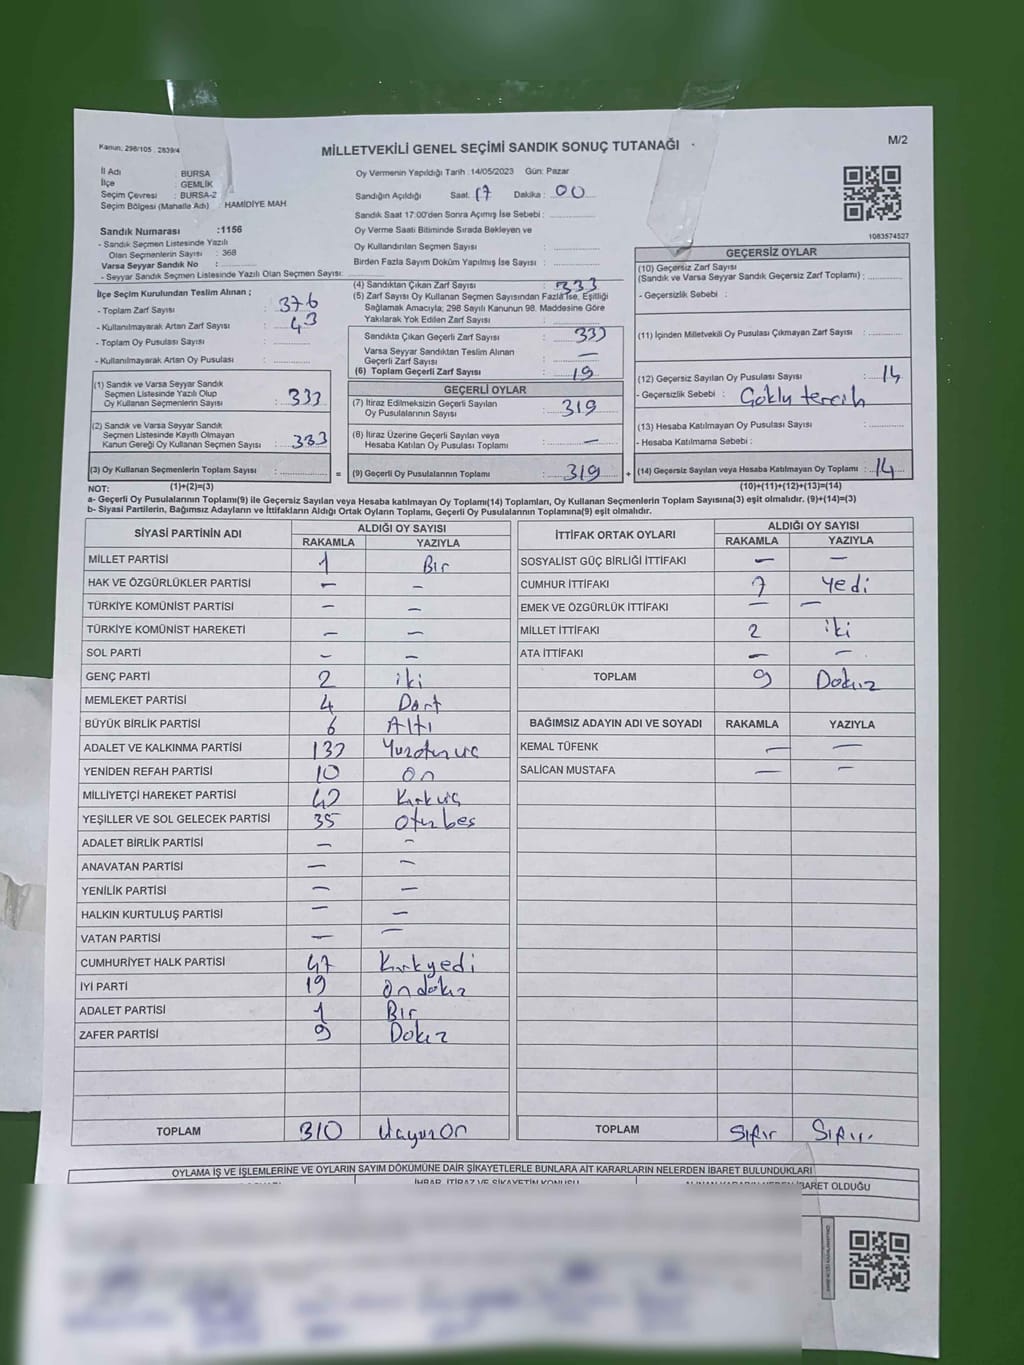 Kanun: 298/105 . 2839/4
MİLLETVEKİLİ GENEL SEÇİMİ SANDIK SONUÇ TUTANAĞI
M/2
İl Adı : BURSA
İlçe : GEMLİK
Seçim Çevresi : BURSA-2
Seçim Bölgesi (Mahalle Adı) : HAMİDİYE MAH
Sandık Numarası :1156
- Sandık Seçmen Listesinde Yazılı
Olan Seçmenlerin Sayısı : 368
Varsa Seyyar Sandık No :
- Seyyar Sandık Seçmen Listesinde Yazılı Olan Seçmen Sayısı:
Oy Vermenin Yapıldığı Tarih : 14/05/2023 Gün: Pazar
Sandığın Açıldığı Saat: 17 Dakika : 00
Sandık Saat 17:00'den Sonra Açımış İse Sebebi :
Oy Verme Saati Bitiminde Sırada Bekleyen ve
Oy Kullandırılan Seçmen Sayısı :
Birden Fazla Sayım Döküm Yapılmış İse Sayısı :
1083574527
İlçe Seçim Kurulundan Teslim Alınan ;
- Toplam Zarf Sayısı : 376
- Kullanılmayarak Artan Zarf Sayısı : 43
- Toplam Oy Pusulası Sayısı :
- Kullanılmayarak Artan Oy Pusulası :
(1) Sandık ve Varsa Seyyar Sandık
Seçmen Listesinde Yazılı Olup
Oy Kullanan Seçmenlerin Sayısı : 333
(2) Sandık ve Varsa Seyyar Sandık
Seçmen Listesinde Kayıtlı Olmayan
Kanun Gereği Oy Kullanan Seçmen Sayısı : 333
(3) Oy Kullanan Seçmenlerin Toplam Sayısı : =
(4) Sandıktan Çıkan Zarf Sayısı : 333
(5) Zarf Sayısı Oy Kullanan Seçmen Sayısından Fazla ise, Eşitliği
Sağlamak Amacıyla; 298 Sayılı Kanunun 98. Maddesine Göre
Yakılarak Yok Edilen Zarf Sayısı :
Sandıkta Çıkan Geçerli Zarf Sayısı : 333
Varsa Seyyar Sandıktan Teslim Alınan
Geçerli Zarf Sayısı : —
(6) Toplam Geçerli Zarf Sayısı : 19
GEÇERLİ OYLAR
(7) İtiraz Edilmeksizin Geçerli Sayılan
Oy Pusulalarının Sayısı : 319
(8) İtiraz Üzerine Geçerli Sayılan veya
Hesaba Katılan Oy Pusulaları Toplamı : —
(9) Geçerli Oy Pusulalarının Toplamı : 319 +
GEÇERSİZ OYLAR
(10) Geçersiz Zarf Sayısı
(Sandık ve Varsa Seyyar Sandık Geçersiz Zarf Toplamı) :
- Geçersizlik Sebebi :
(11) İçinden Milletvekili Oy Pusulası Çıkmayan Zarf Sayısı :
(12) Geçersiz Sayılan Oy Pusulası Sayısı : 14
- Geçersizlik Sebebi : Çoklu tercih
(13) Hesaba Katılmayan Oy Pusulası Sayısı :
- Hesaba Katılmama Sebebi :
(14) Geçersiz Sayılan veya Hesaba Katılmayan Oy Toplamı : 14
NOT: (1)+(2)=(3) (10)+(11)+(12)+(13)=(14)
a- Geçerli Oy Pusulalarının Toplamı(9) ile Geçersiz Sayılan veya Hesaba katılmayan Oy Toplamı(14) Toplamları, Oy Kullanan Seçmenlerin Toplam Sayısına(3) eşit olmalıdır. (9)+(14)=(3)
b- Siyasi Partilerin, Bağımsız Adayların ve İttifakların Aldığı Ortak Oyların Toplamı, Geçerli Oy Pusulalarının Toplamına(9) eşit olmalıdır.
SİYASİ PARTİNİN ADI ALDIĞI OY SAYISI
RAKAMLA YAZIYLA
MİLLET PARTİSİ 1 Bir
HAK VE ÖZGÜRLÜKLER PARTİSİ — —
TÜRKİYE KOMÜNİST PARTİSİ — —
TÜRKİYE KOMÜNİST HAREKETİ — —
SOL PARTİ — —
GENÇ PARTİ 2 iki
MEMLEKET PARTİSİ 4 Dört
BÜYÜK BİRLİK PARTİSİ 6 Altı
ADALET VE KALKINMA PARTİSİ
YENİDEN REFAH PARTİSİ 10 on
MİLLİYETÇİ HAREKET PARTİSİ
YEŞİLLER VE SOL GELECEK PARTİSİ 35 otuzbeş
ADALET BİRLİK PARTİSİ — —
ANAVATAN PARTİSİ — —
YENİLİK PARTİSİ — —
HALKIN KURTULUŞ PARTİSİ — —
VATAN PARTİSİ — —
CUMHURİYET HALK PARTİSİ 47 Kırkyedi
İYİ PARTİ 19 ondokuz
ADALET PARTİSİ 1 Bir
ZAFER PARTİSİ 9 Dokuz
TOPLAM 310 Üçyüzon
İTTİFAK ORTAK OYLARI ALDIĞI OY SAYISI
RAKAMLA YAZIYLA
SOSYALİST GÜÇ BİRLİĞİ İTTİFAKI — —
CUMHUR İTTİFAKI 7 Yedi
EMEK VE ÖZGÜRLÜK İTTİFAKI — —
MİLLET İTTİFAKI 2 iki
ATA İTTİFAKI — —
TOPLAM 9 Dokuz
BAĞIMSIZ ADAYIN ADI VE SOYADI RAKAMLA YAZIYLA
KEMAL TÜFENK — —
SALİCAN MUSTAFA — —
TOPLAM Sıfır Sıfır
OYLAMA İŞ VE İŞLEMLERİNE VE OYLARIN SAYIM DÖKÜMÜNE DAİR ŞİKAYETLERLE BUNLARA AİT KARARLARIN NELERDEN İBARET BULUNDUKLARI
İHBAR, İTİRAZ VE ŞİKAYETİN KONUSU
İBARET OLDUĞU